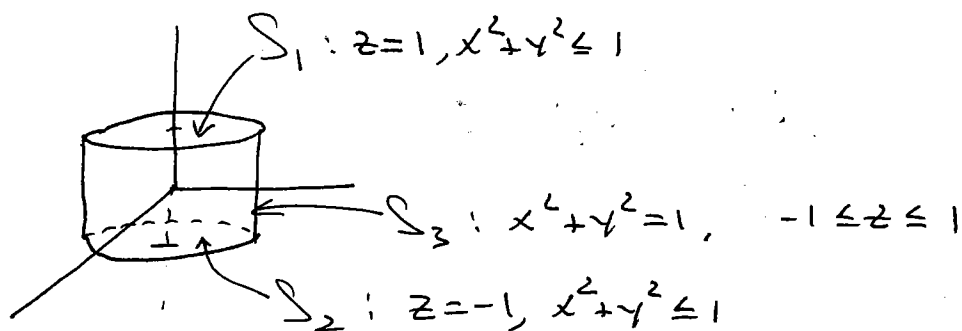 S₁ : z=1, x²+y² ≤ 1
S₃ : x²+y²=1, -1 ≤ z ≤ 1
S₂ : z=-1, x²+y² ≤ 1